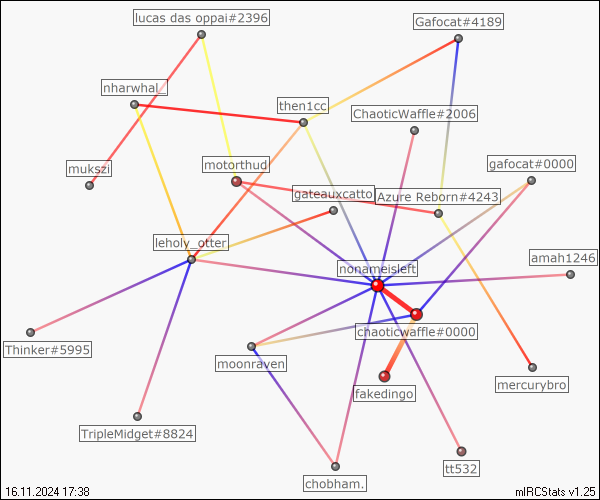 lucas das oppai#2396
Gafocat#4189
nharwhal_
then1cc
ChaoticWaffle#2006
mukszi
motorthud
gafocat#0000
gateauxcatto
Azure Reborn#4243
leholy_otter
nonameisleft
amah1246
Thinker#5995
chaoticwaffle#0000
moonraven
mercurybro
fakedingo
TripleMidget#8824
tt532
chobham.
16.11.2024 17:38
mIRCStats v1.25